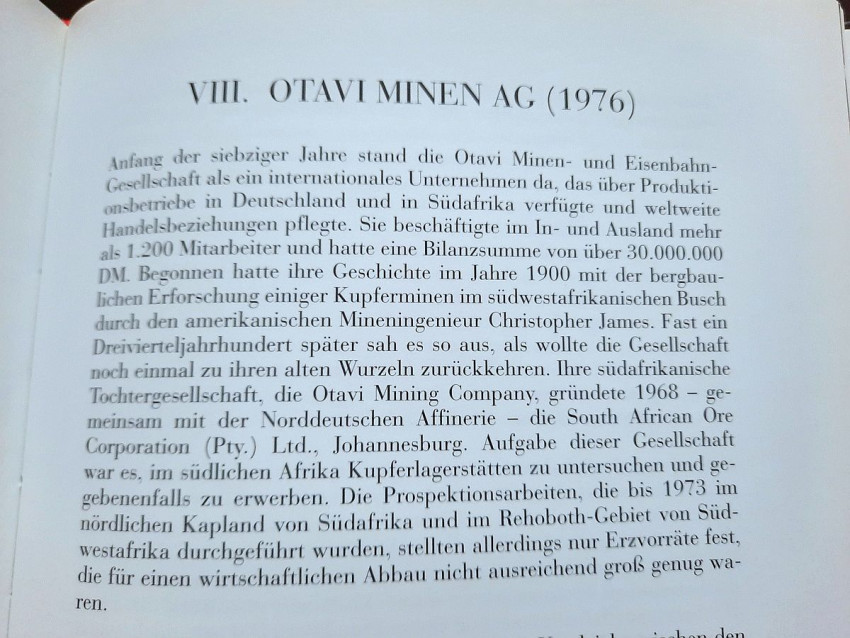 VIII. OTAVI MINEN AG (1976)
Anfang der siebziger Jahre stand die Otavi Minen- und Eisenbahn-
Gesellschaft als ein internationales Unternehmen da, das über Produkti-
onsbetriebe in Deutschland und in Südafrika verfügte und weltweite
Handelsbeziehungen pflegte. Sie beschäftigte im In- und Ausland mehr
als 1.200 Mitarbeiter und hatte eine Bilanzsumme von über 30.000.000
DM. Begonnen hatte ihre Geschichte im Jahre 1900 mit der bergbau-
lichen Erforschung einiger Kupferminen im südwestafrikanischen Busch
durch den amerikanischen Mineningenieur Christopher James. Fast ein
Dreivierteljahrhundert später sah es so aus, als wollte die Gesellschaft
noch einmal zu ihren alten Wurzeln zurückkehren. Ihre südafrikanische
Tochtergesellschaft, die Otavi Mining Company, gründete 1968 – ge-
meinsam mit der Norddeutschen Affinerie – die South African Ore
Corporation (Pty.) Ltd., Johannesburg. Aufgabe dieser Gesellschaft
war es, im südlichen Afrika Kupferlagerstätten zu untersuchen und ge-
gebenenfalls zu erwerben. Die Prospektionsarbeiten, die bis 1973 im
nördlichen Kapland von Südafrika und im Rehoboth-Gebiet von Süd-
westafrika durchgeführt wurden, stellten allerdings nur Erzvorräte fest,
die für einen wirtschaftlichen Abbau nicht ausreichend groß genug wa-
ren.